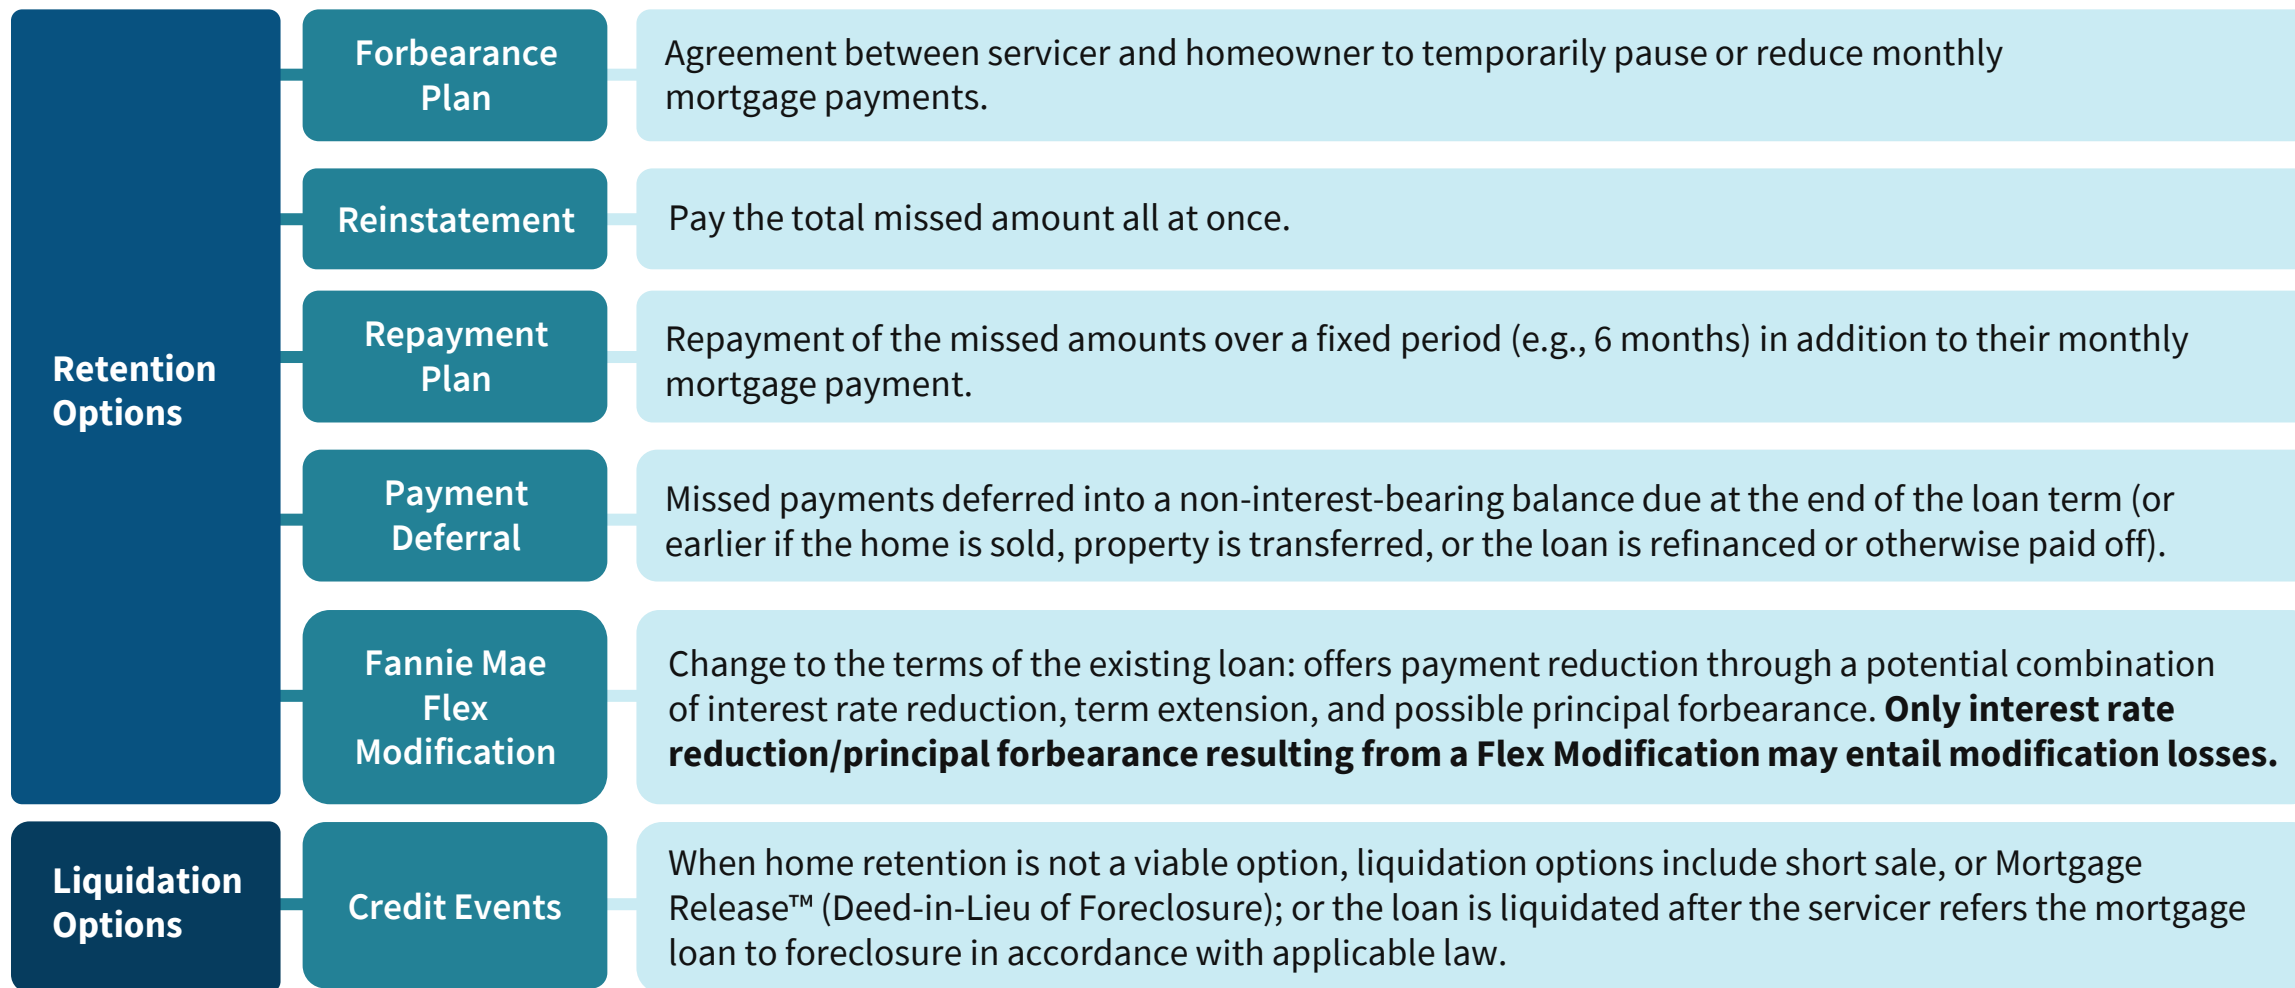 Retention
Options
Forbearance
Plan
Agreement between servicer and homeowner to temporarily pause or reduce monthly
mortgage payments.
Reinstatement
Pay the total missed amount all at once.
Repayment
Plan
Repayment of the missed amounts over a fixed period (e.g., 6 months) in addition to their monthly
mortgage payment.
Payment
Deferral
Missed payments deferred into a non-interest-bearing balance due at the end of the loan term (or
earlier if the home is sold, property is transferred, or the loan is refinanced or otherwise paid off).
Fannie Mae
Flex
Modification
Change to the terms of the existing loan: offers payment reduction through a potential combination
of interest rate reduction, term extension, and possible principal forbearance. Only interest rate
reduction/principal forbearance resulting from a Flex Modification may entail modification losses.
Liquidation
Options
Credit Events
When home retention is not a viable option, liquidation options include short sale, or Mortgage
Release™ (Deed-in-Lieu of Foreclosure); or the loan is liquidated after the servicer refers the mortgage
loan to foreclosure in accordance with applicable law.